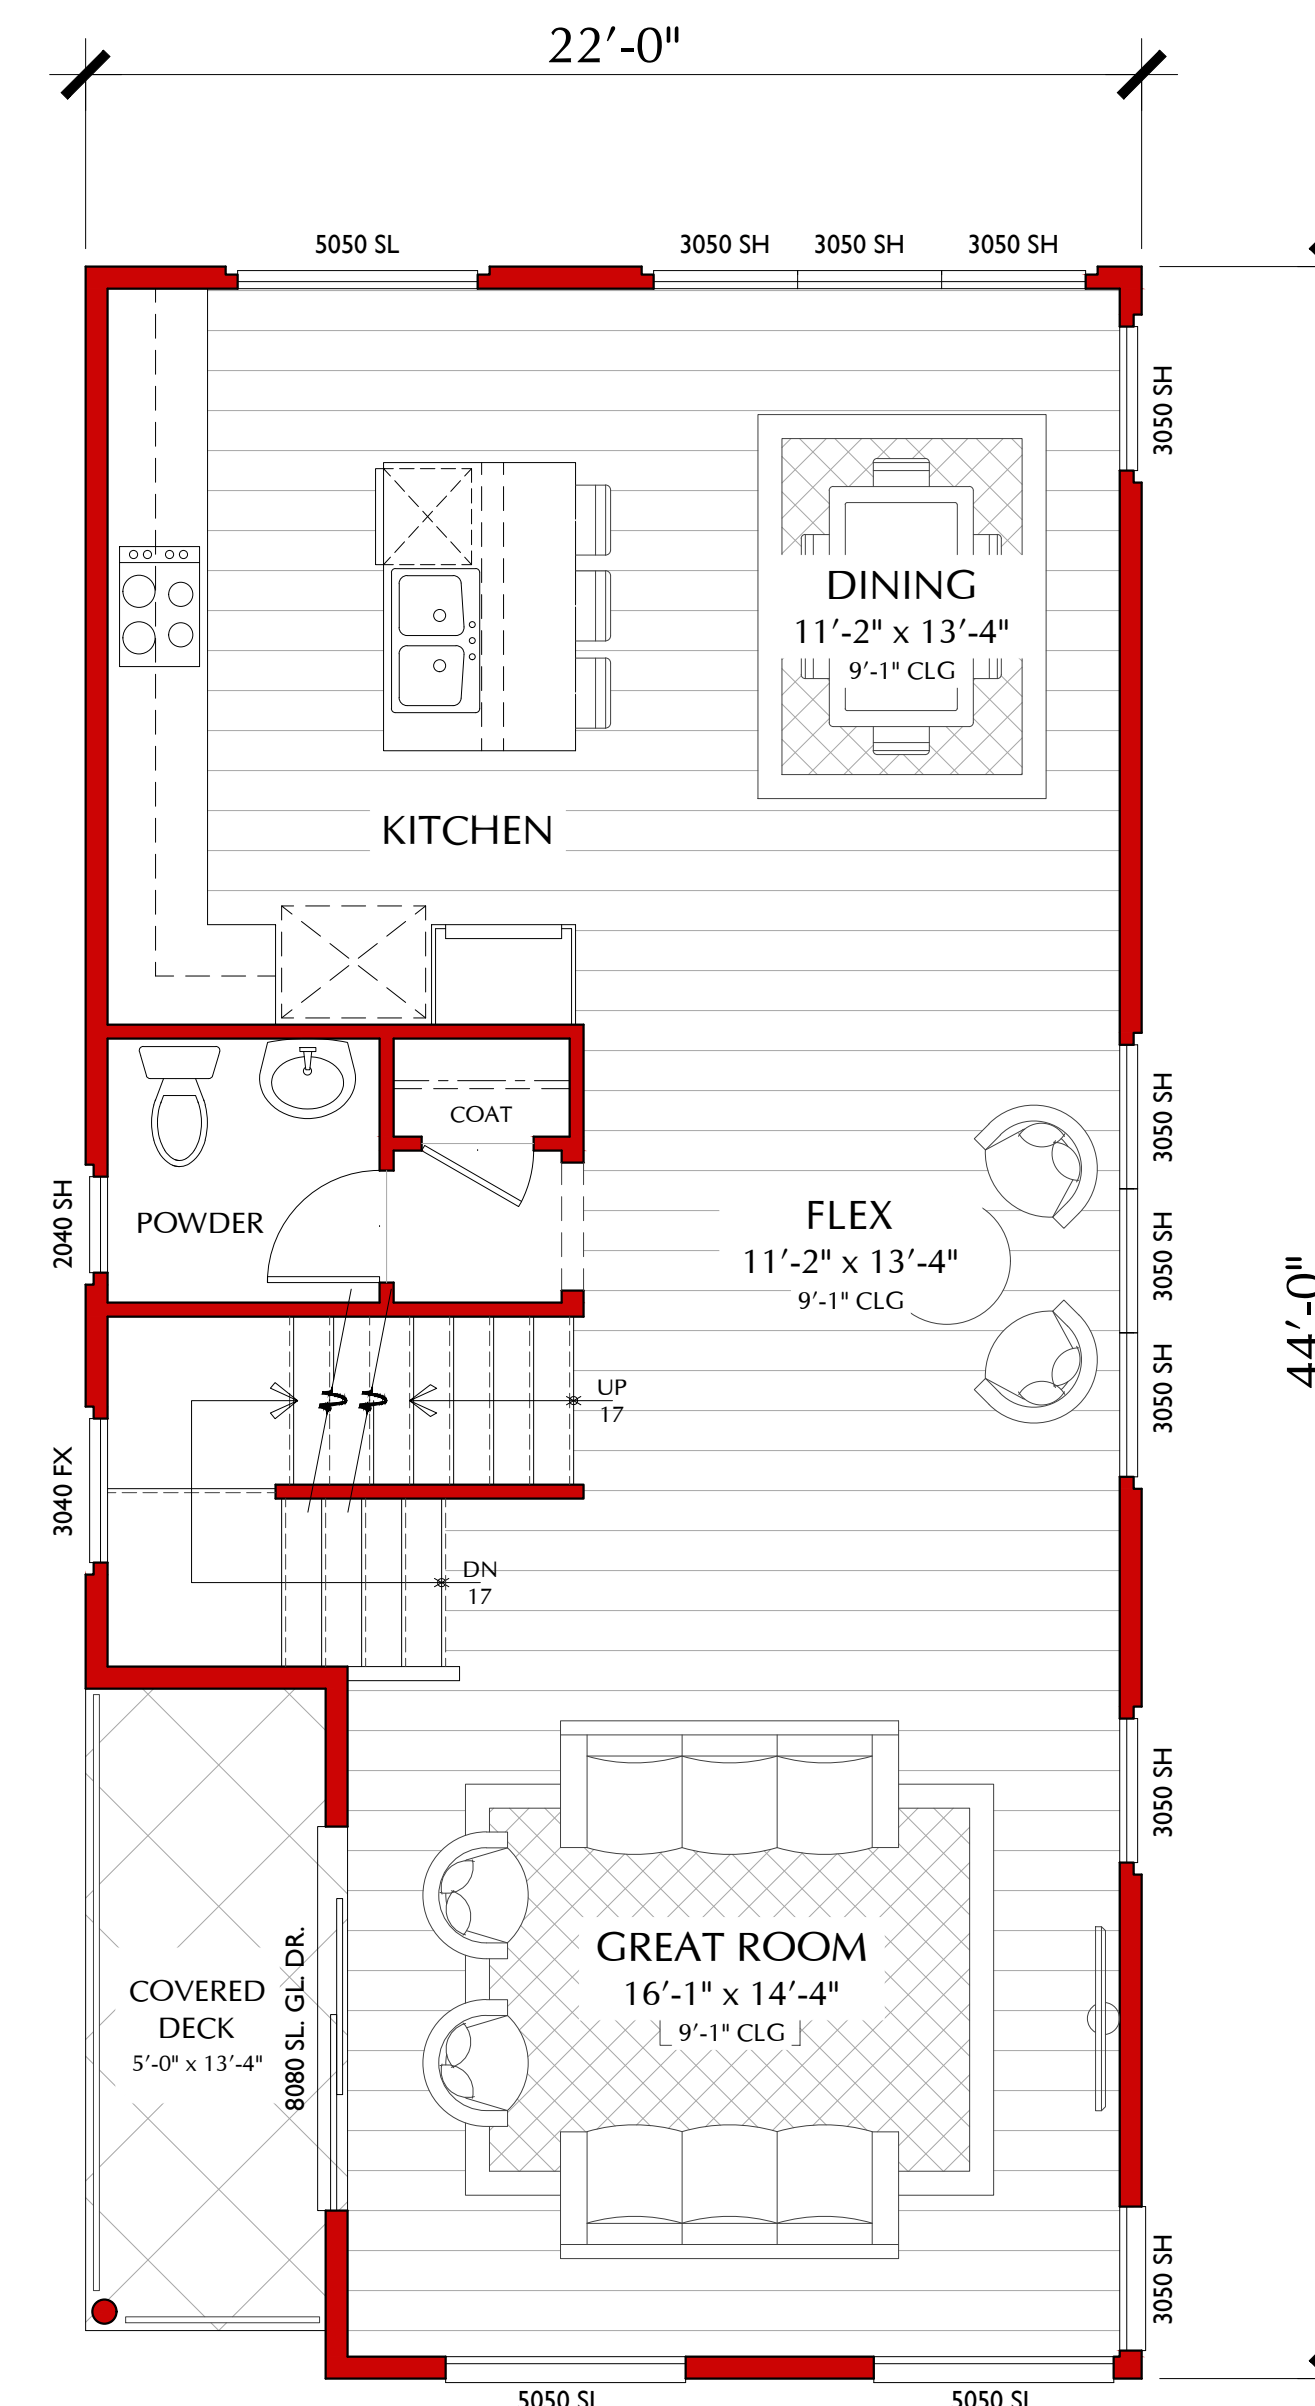 22'-0"
5050 SL
3050 SH
3050 SH
3050 SH
3050 SH
DINING
11'-2" x 13'-4"
9'-1" CLG
KITCHEN
COAT
3050 SH
2040 SH
POWDER
FLEX
11'-2" x 13'-4"
9'-1" CLG
3050 SH
44'-0"
3050 SH
UP
17
3040 FX
DN
17
3050 SH
GREAT ROOM
16'-1" x 14'-4"
9'-1" CLG
COVERED
DECK
5'-0" x 13'-4"
8080 SL. GL. DR.
3050 SH
5050 SL
5050 SL